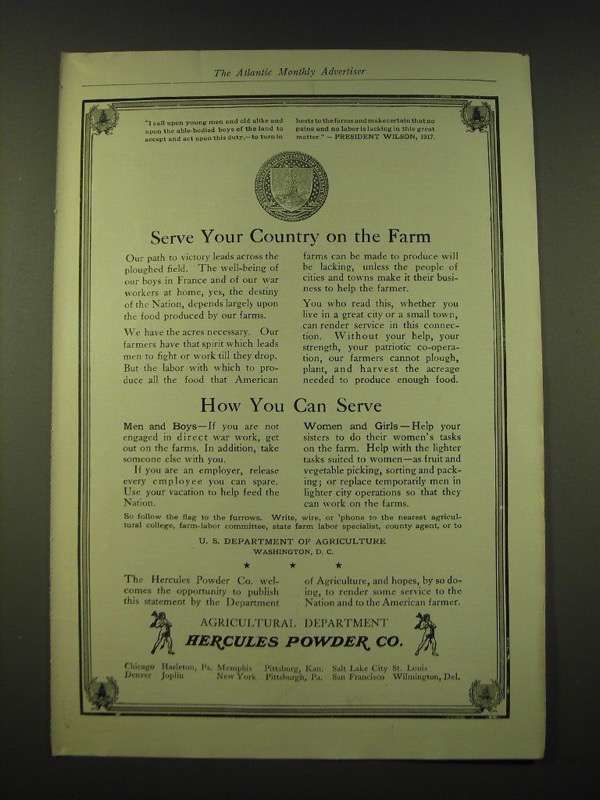 The Atlantic Monthly Advertiser
"I call upon young men and old alike and
upon the able-bodied boys of the land to
accept and act upon this duty,—to turn in
hosts to the farms and make certain that no
pains and no labor is lacking in this great
matter." — PRESIDENT WILSON, 1917.
Serve Your Country on the Farm
Our path to victory leads across the
ploughed field. The well-being of
our boys in France and of our war
workers at home, yes, the destiny
of the Nation, depends largely upon
the food produced by our farms.
We have the acres necessary. Our
farmers have that spirit which leads
men to fight or work till they drop.
But the labor with which to pro-
duce all the food that American
farms can be made to produce will
be lacking, unless the people of
cities and towns make it their busi-
ness to help the farmer.
You who read this, whether you
live in a great city or a small town,
can render service in this connec-
tion. Without your help, your
strength, your patriotic co-opera-
tion, our farmers cannot plough,
plant, and harvest the acreage
needed to produce enough food.
How You Can Serve
Men and Boys—If you are not
engaged in direct war work, get
out on the farms. In addition, take
someone else with you.
If you are an employer, release
every employee you can spare.
Use your vacation to help feed the
Nation.
Women and Girls—Help your
sisters to do their women's tasks
on the farm. Help with the lighter
tasks suited to women—as fruit and
vegetable picking, sorting and pack-
ing; or replace temporarily men in
lighter city operations so that they
can work on the farms.
So follow the flag to the furrows. Write, wire, or 'phone to the nearest agricul-
tural college, farm-labor committee, state farm labor specialist, county agent, or to
U. S. DEPARTMENT OF AGRICULTURE
WASHINGTON, D. C.
The Hercules Powder Co. wel-
comes the opportunity to publish
this statement by the Department
of Agriculture, and hopes, by so do-
ing, to render some service to the
Nation and to the American farmer.
AGRICULTURAL DEPARTMENT
HERCULES POWDER CO.
Chicago Hazleton, Pa. Memphis Pittsburg, Kan. Salt Lake City St. Louis
Denver Joplin New York Pittsburgh, Pa. San Francisco Wilmington, Del.